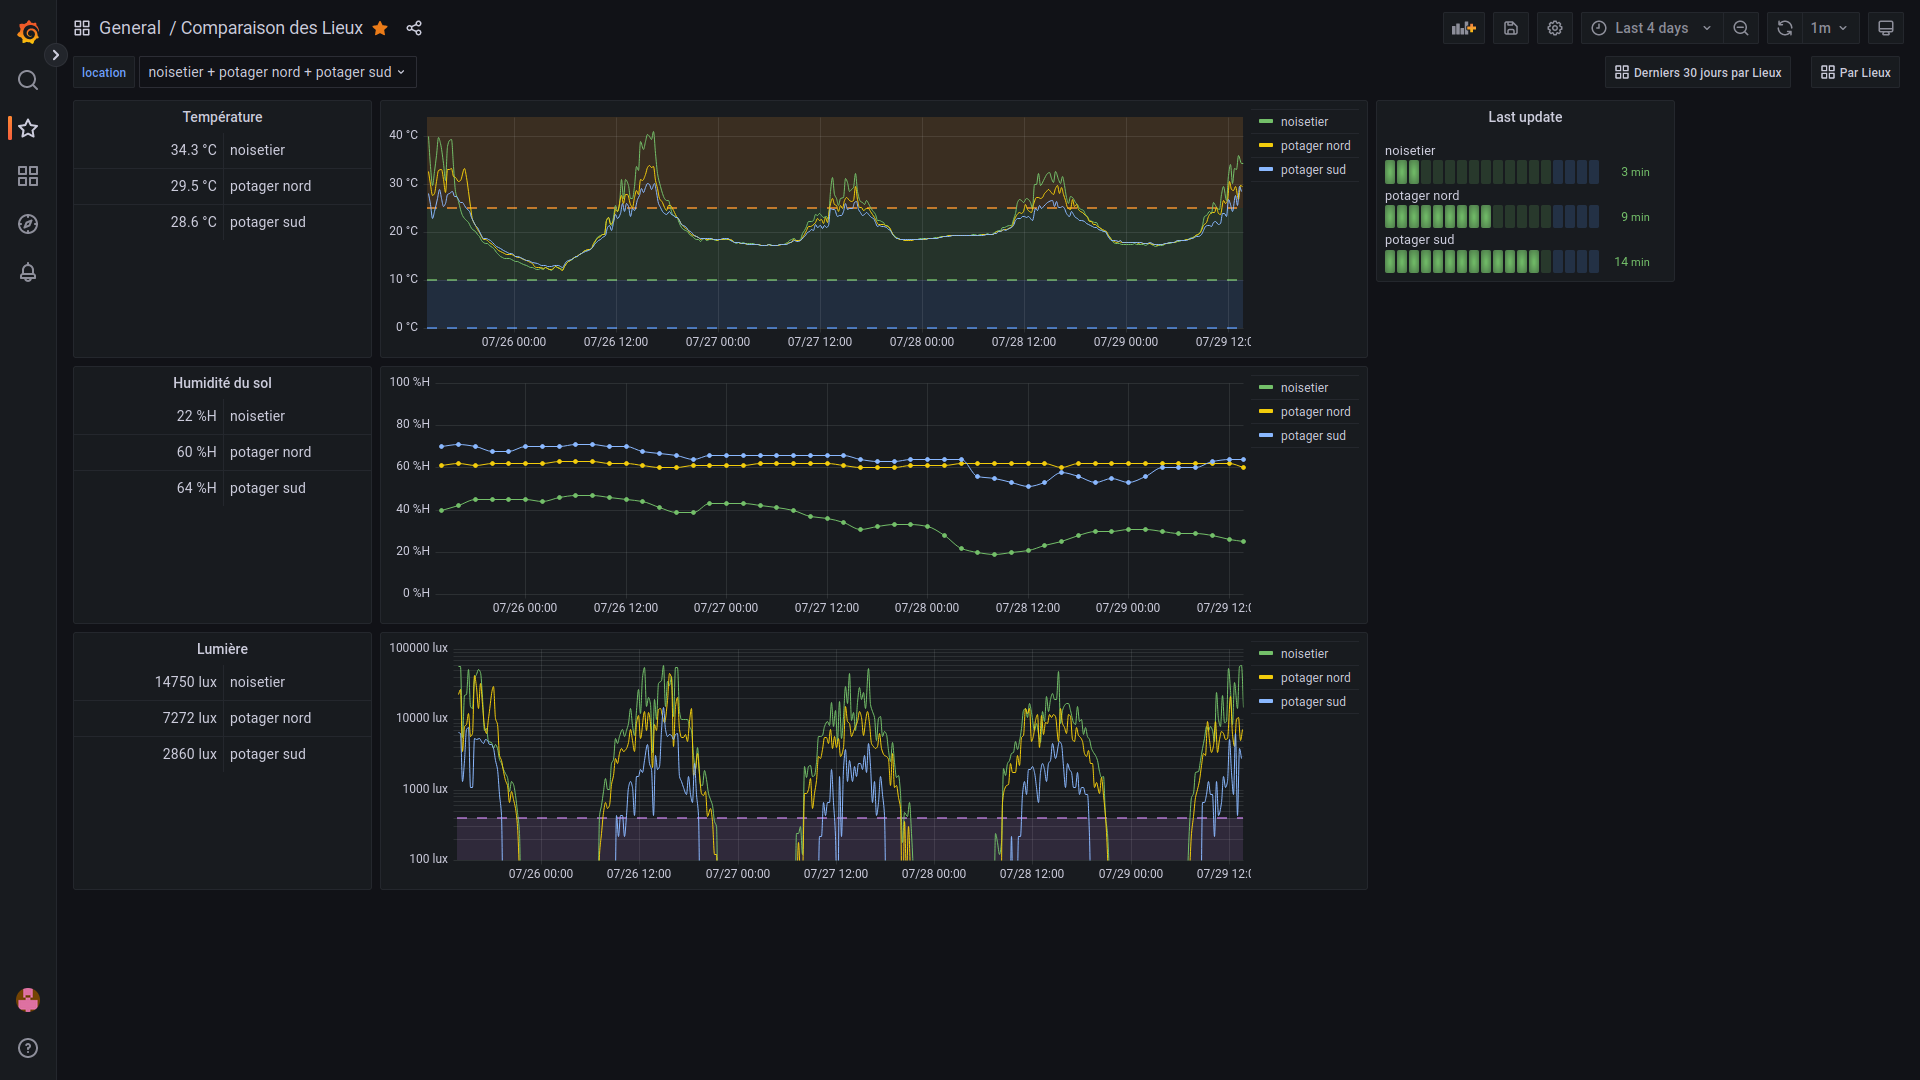 General / Comparaison des Lieux
Last 4 days
1m
location
noisetier + potager nord + potager sud
Derniers 30 jours par Lieux
Par Lieux
Température
34.3 °C noisetier
29.5 °C potager nord
28.6 °C potager sud
40 °C
30 °C
20 °C
10 °C
0 °C
07/26 00:00 07/26 12:00 07/27 00:00 07/27 12:00 07/28 00:00 07/28 12:00 07/29 00:00 07/29 12:0
noisetier
potager nord
potager sud
Last update
noisetier
3 min
potager nord
9 min
potager sud
14 min
Humidité du sol
22 %H noisetier
60 %H potager nord
64 %H potager sud
100 %H
80 %H
60 %H
40 %H
20 %H
0 %H
07/26 00:00 07/26 12:00 07/27 00:00 07/27 12:00 07/28 00:00 07/28 12:00 07/29 00:00 07/29 12:0
noisetier
potager nord
potager sud
Lumière
14750 lux noisetier
7272 lux potager nord
2860 lux potager sud
100000 lux
10000 lux
1000 lux
100 lux
07/26 00:00 07/26 12:00 07/27 00:00 07/27 12:00 07/28 00:00 07/28 12:00 07/29 00:00 07/29 12:0
noisetier
potager nord
potager sud